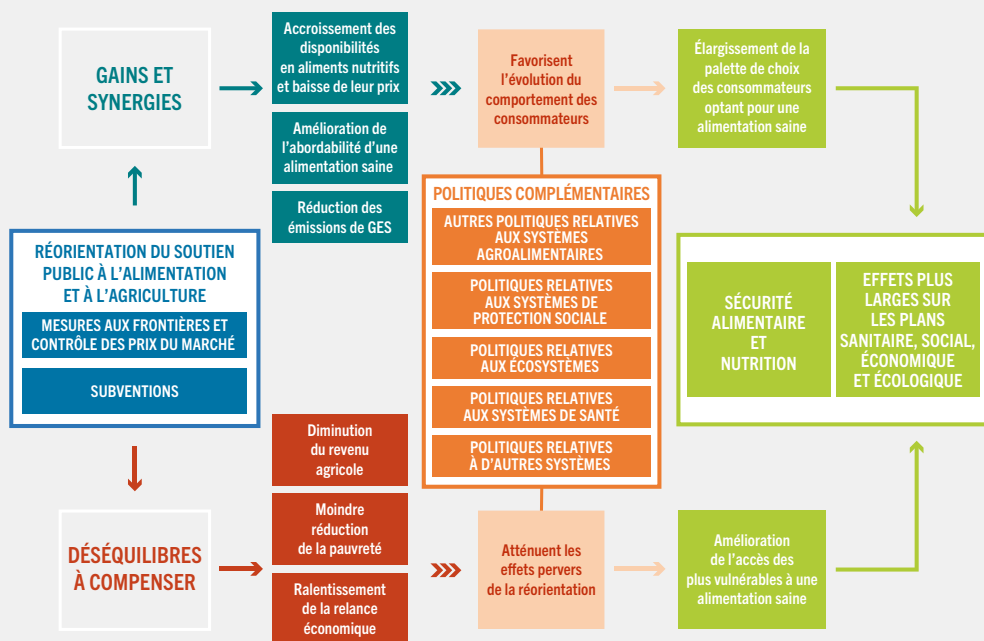 GAINS ET
SYNERGIES
Accroissement des
disponibilités
en aliments nutritifs
et baisse de leur prix
Amélioration de
l'abordabilité d'une
alimentation saine
Réduction des
émissions de GES
Favorisent
l'évolution du
comportement des
consommateurs
Élargissement de la
palette de choix
des consommateurs
optant pour une
alimentation saine
RÉORIENTATION DU SOUTIEN
PUBLIC À L'ALIMENTATION
ET À L'AGRICULTURE
MESURES AUX FRONTIÈRES ET
CONTRÔLE DES PRIX DU MARCHÉ
SUBVENTIONS
POLITIQUES COMPLÉMENTAIRES
AUTRES POLITIQUES RELATIVES
AUX SYSTÈMES
AGROALIMENTAIRES
POLITIQUES RELATIVES
AUX SYSTÈMES DE
PROTECTION SOCIALE
POLITIQUES RELATIVES
AUX ÉCOSYSTÈMES
POLITIQUES RELATIVES
AUX SYSTÈMES DE SANTÉ
POLITIQUES RELATIVES
À D'AUTRES SYSTÈMES
SÉCURITÉ
ALIMENTAIRE
ET
NUTRITION
EFFETS PLUS
LARGES SUR
LES PLANS
SANITAIRE, SOCIAL,
ÉCONOMIQUE
ET ÉCOLOGIQUE
DÉSÉQUILIBRES
À COMPENSER
Diminution
du revenu
agricole
Moindre
réduction
de la pauvreté
Ralentissement
de la relance
économique
Atténuent les
effets pervers
de la réorientation
Amélioration
de l'accès des
plus vulnérables à une
alimentation saine